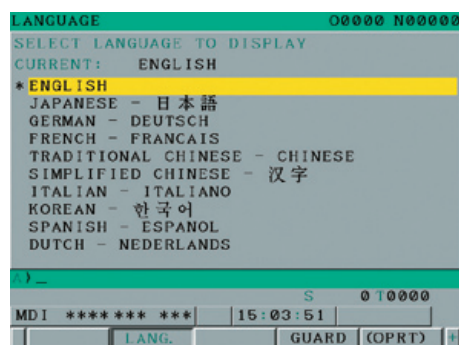 LANGUAGE O0000 N00000
SELECT LANGUAGE TO DISPLAY
CURRENT: ENGLISH
*ENGLISH
JAPANESE - 日本語
GERMAN - DEUTSCH
FRENCH - FRANCAIS
TRADITIONAL CHINESE - CHINESE
SIMPLIFIED CHINESE - 汉字
ITALIAN - ITALIANO
KOREAN - 한국어
SPANISH - ESPANOL
DUTCH - NEDERLANDS
A)_
S 0 T0000
MDI **** *** *** 15:03:51
LANG. GUARD (OPRT) +